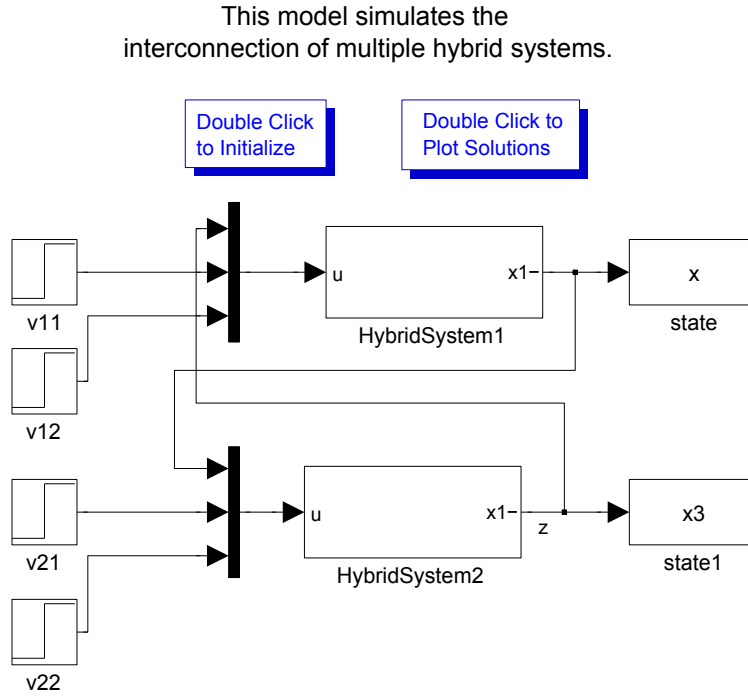 This model simulates the
interconnection of multiple hybrid systems.
Double Click
to Initialize
Double Click to
Plot Solutions
v11
v12
u
x1
HybridSystem1
x
state
v21
v22
u
x1
HybridSystem2
z
x3
state1